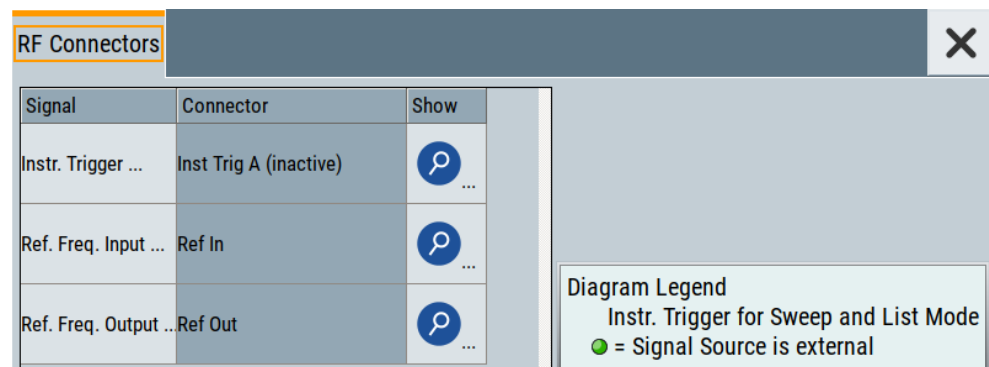 RF Connectors
Signal Connector Show
Instr. Trigger ... Inst Trig A (inactive) ...
Ref. Freq. Input ... Ref In ...
Ref. Freq. Output ... Ref Out ...
Diagram Legend
Instr. Trigger for Sweep and List Mode
= Signal Source is external